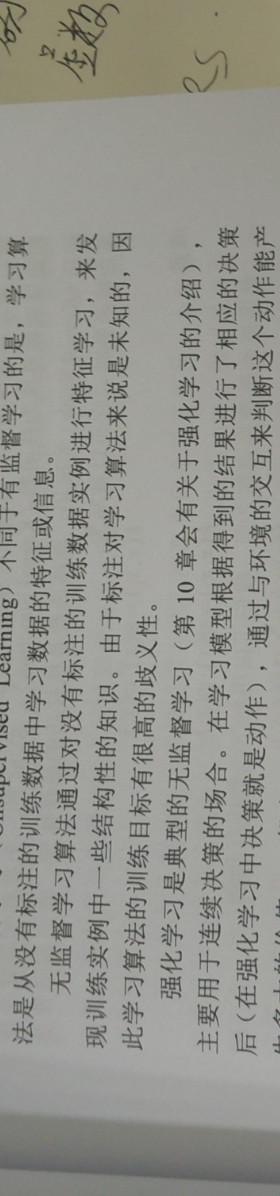 Learning）不同于有监督学习的是，学习算
法是从没有标注的训练数据中学习数据的特征或信息。
无监督学习算法通过对没有标注的训练数据实例进行特征学习，来发
现训练实例中一些结构性的知识。由于标注对学习算法来说是未知的，因
此学习算法的训练目标有很高的歧义性。
强化学习是典型的无监督学习（第 10 章会有关于强化学习的介绍），
主要用于连续决策的场合。在学习模型根据得到的结果进行了相应的决策
后（在强化学习中决策就是动作），通过与环境的交互来判断这个动作能产